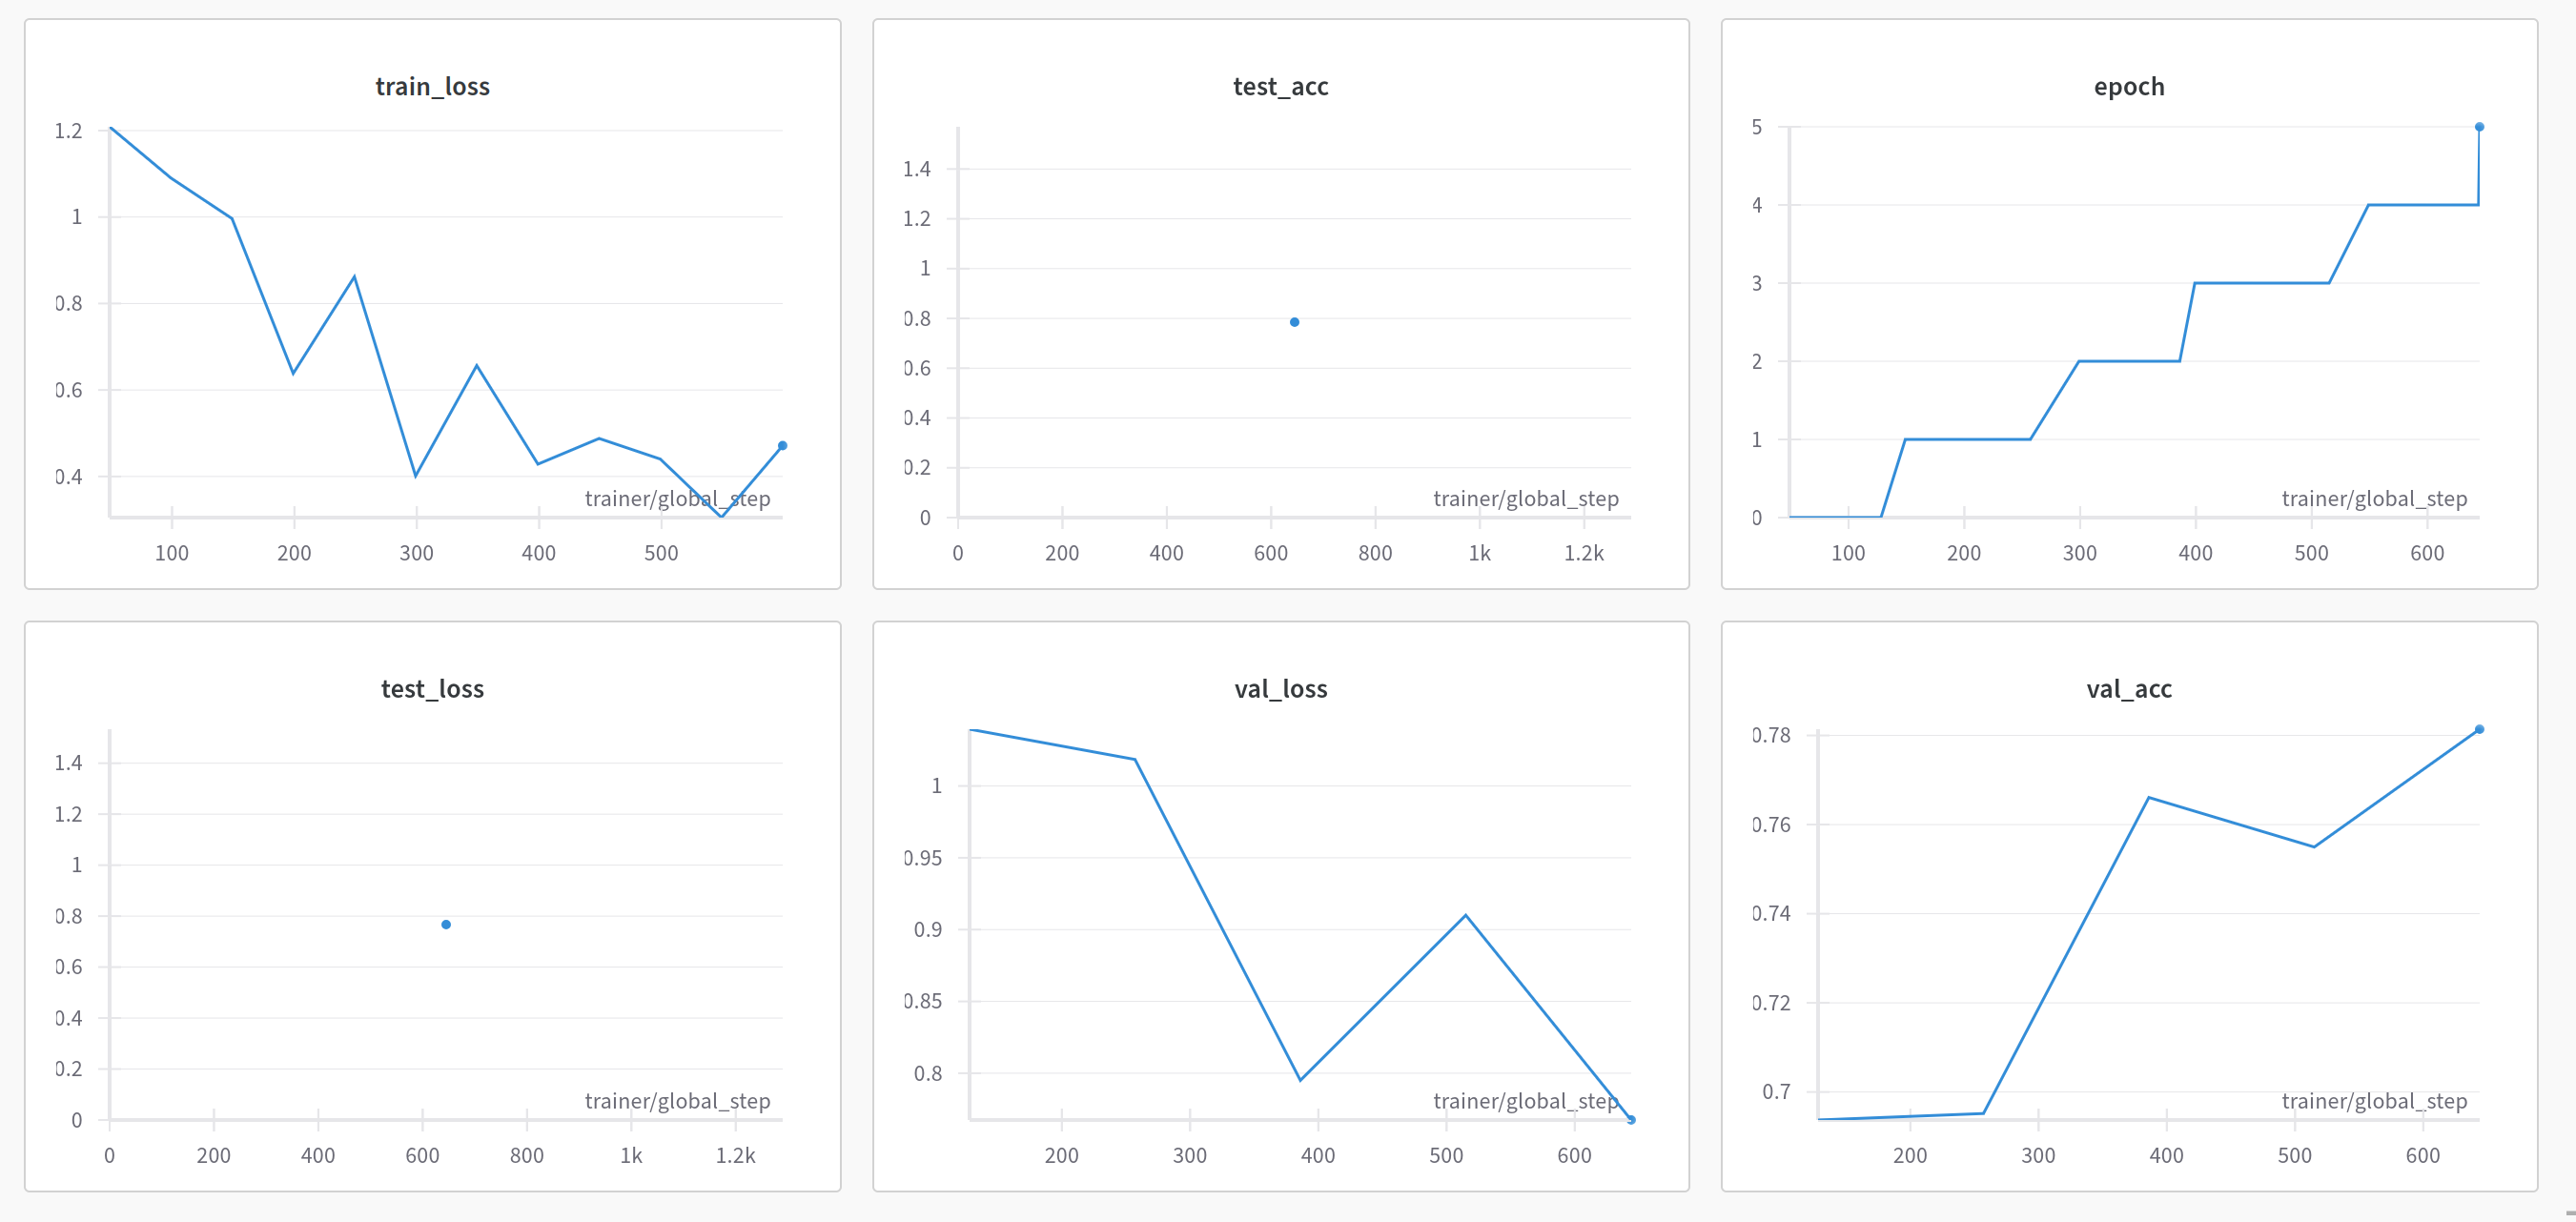 train_loss
1.2
1
0.8
0.6
0.4
trainer/global_step
100 200 300 400 500
test_acc
1.4
1.2
1
0.8
0.6
0.4
0.2
0
trainer/global_step
0 200 400 600 800 1k 1.2k
epoch
5
4
3
2
1
0
trainer/global_step
100 200 300 400 500 600
test_loss
1.4
1.2
1
0.8
0.6
0.4
0.2
0
trainer/global_step
0 200 400 600 800 1k 1.2k
val_loss
1
0.95
0.9
0.85
0.8
trainer/global_step
200 300 400 500 600
val_acc
0.78
0.76
0.74
0.72
0.7
trainer/global_step
200 300 400 500 600